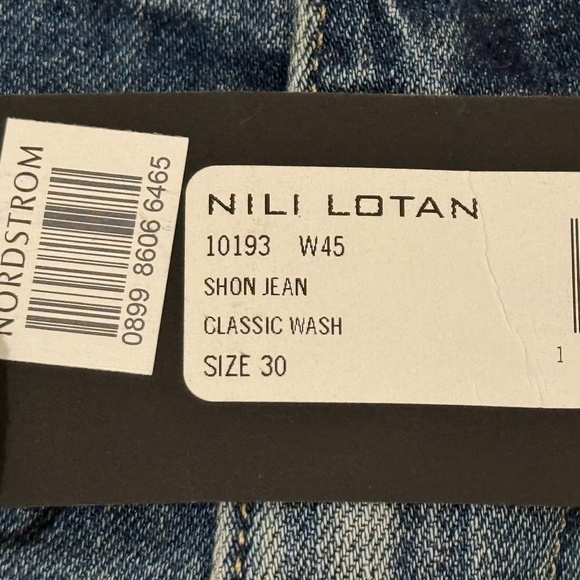 NORDSTROM
0899 8606 6465
NILI LOTAN
10193 W45
SHON JEAN
CLASSIC WASH
SIZE 30
1